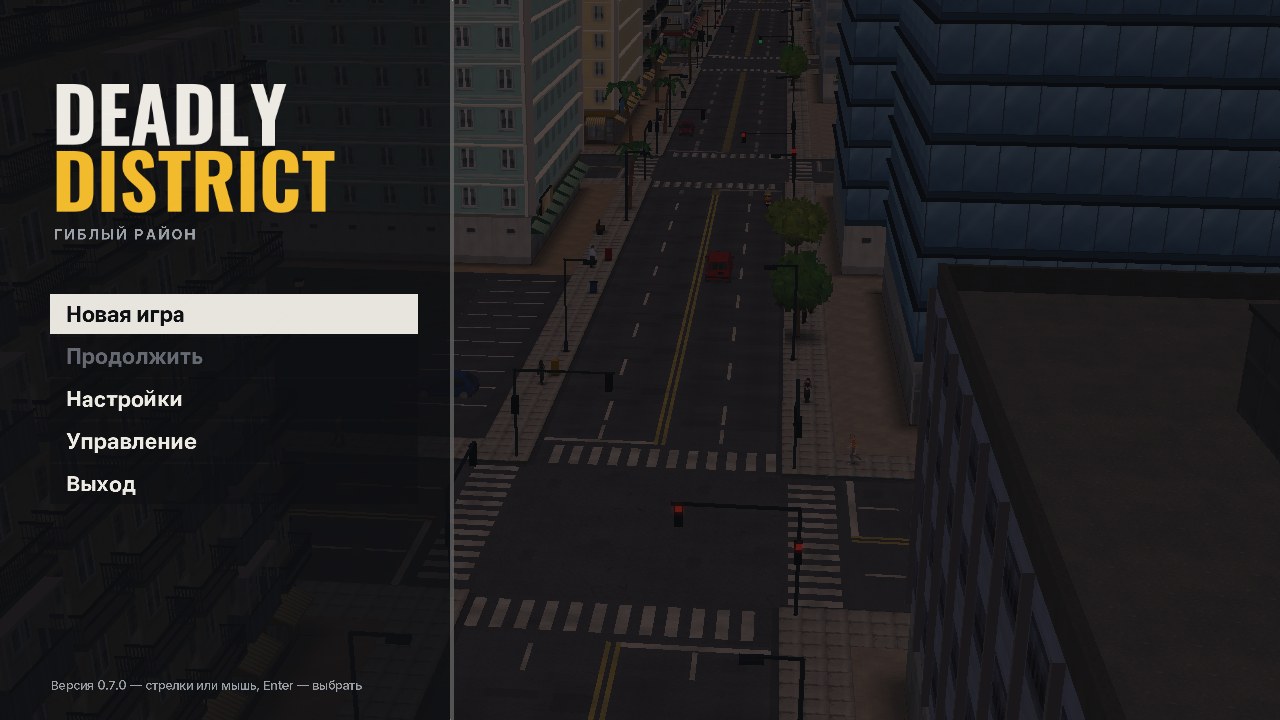 DEADLY
DISTRICT
ГИБЛЫЙ РАЙОН
Новая игра
Продолжить
Настройки
Управление
Выход
Версия 0.7.0 — стрелки или мышь, Enter — выбрать